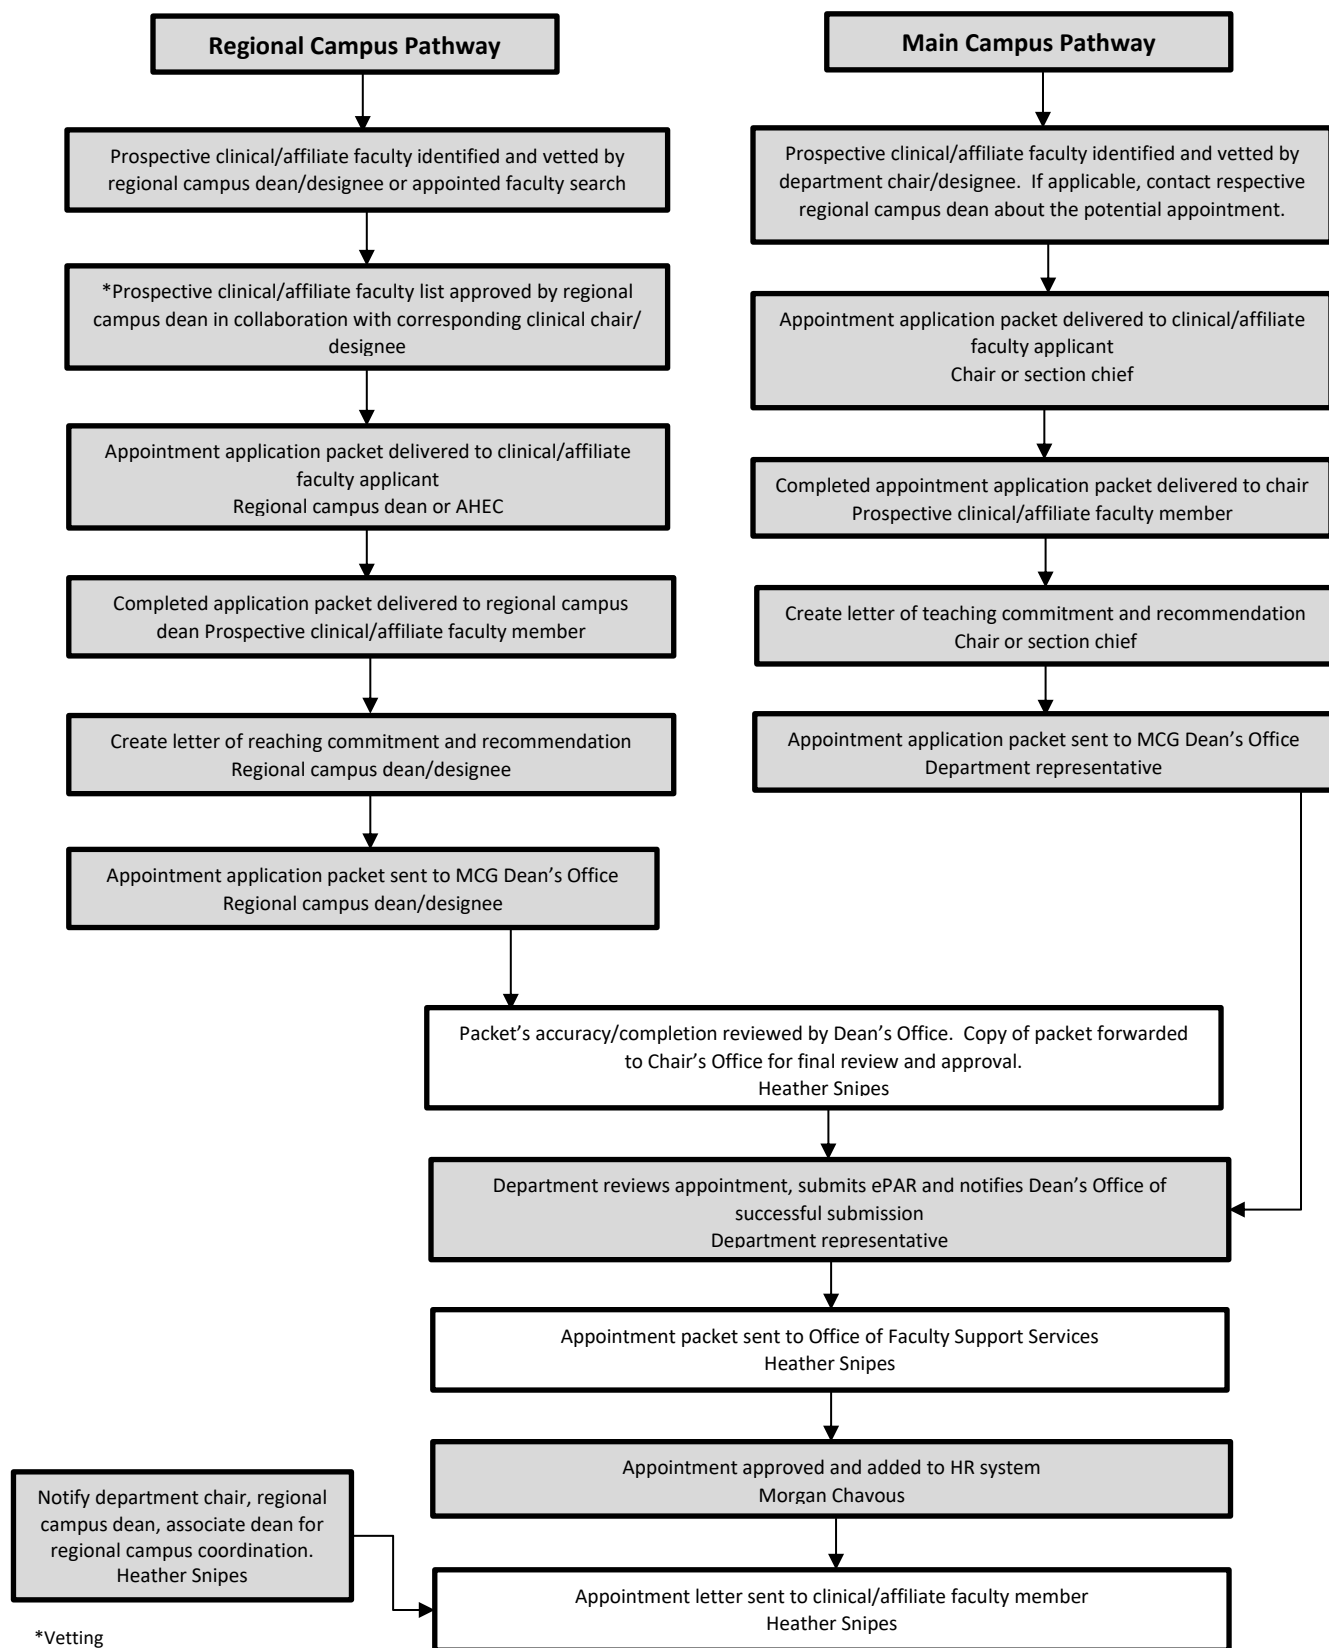 Regional Campus Pathway
Prospective clinical/affiliate faculty identified and vetted by
regional campus dean/designee or appointed faculty search
*Prospective clinical/affiliate faculty list approved by regional
campus dean in collaboration with corresponding clinical chair/
designee
Appointment application packet delivered to clinical/affiliate
faculty applicant
Regional campus dean or AHEC
Completed application packet delivered to regional campus
dean Prospective clinical/affiliate faculty member
Create letter of reaching commitment and recommendation
Regional campus dean/designee
Appointment application packet sent to MCG Dean’s Office
Regional campus dean/designee
Main Campus Pathway
Prospective clinical/affiliate faculty identified and vetted by
department chair/designee.  If applicable, contact respective
regional campus dean about the potential appointment.
Appointment application packet delivered to clinical/affiliate
faculty applicant
Chair or section chief
Completed appointment application packet delivered to chair
Prospective clinical/affiliate faculty member
Create letter of teaching commitment and recommendation
Chair or section chief
Appointment application packet sent to MCG Dean’s Office
Department representative
Packet’s accuracy/completion reviewed by Dean’s Office.  Copy of packet forwarded
to Chair’s Office for final review and approval.
Heather Snipes
Department reviews appointment, submits ePAR and notifies Dean’s Office of
successful submission
Department representative
Appointment packet sent to Office of Faculty Support Services
Heather Snipes
Appointment approved and added to HR system
Morgan Chavous
Notify department chair, regional
campus dean, associate dean for
regional campus coordination.
Heather Snipes
Appointment letter sent to clinical/affiliate faculty member
Heather Snipes
*Vetting